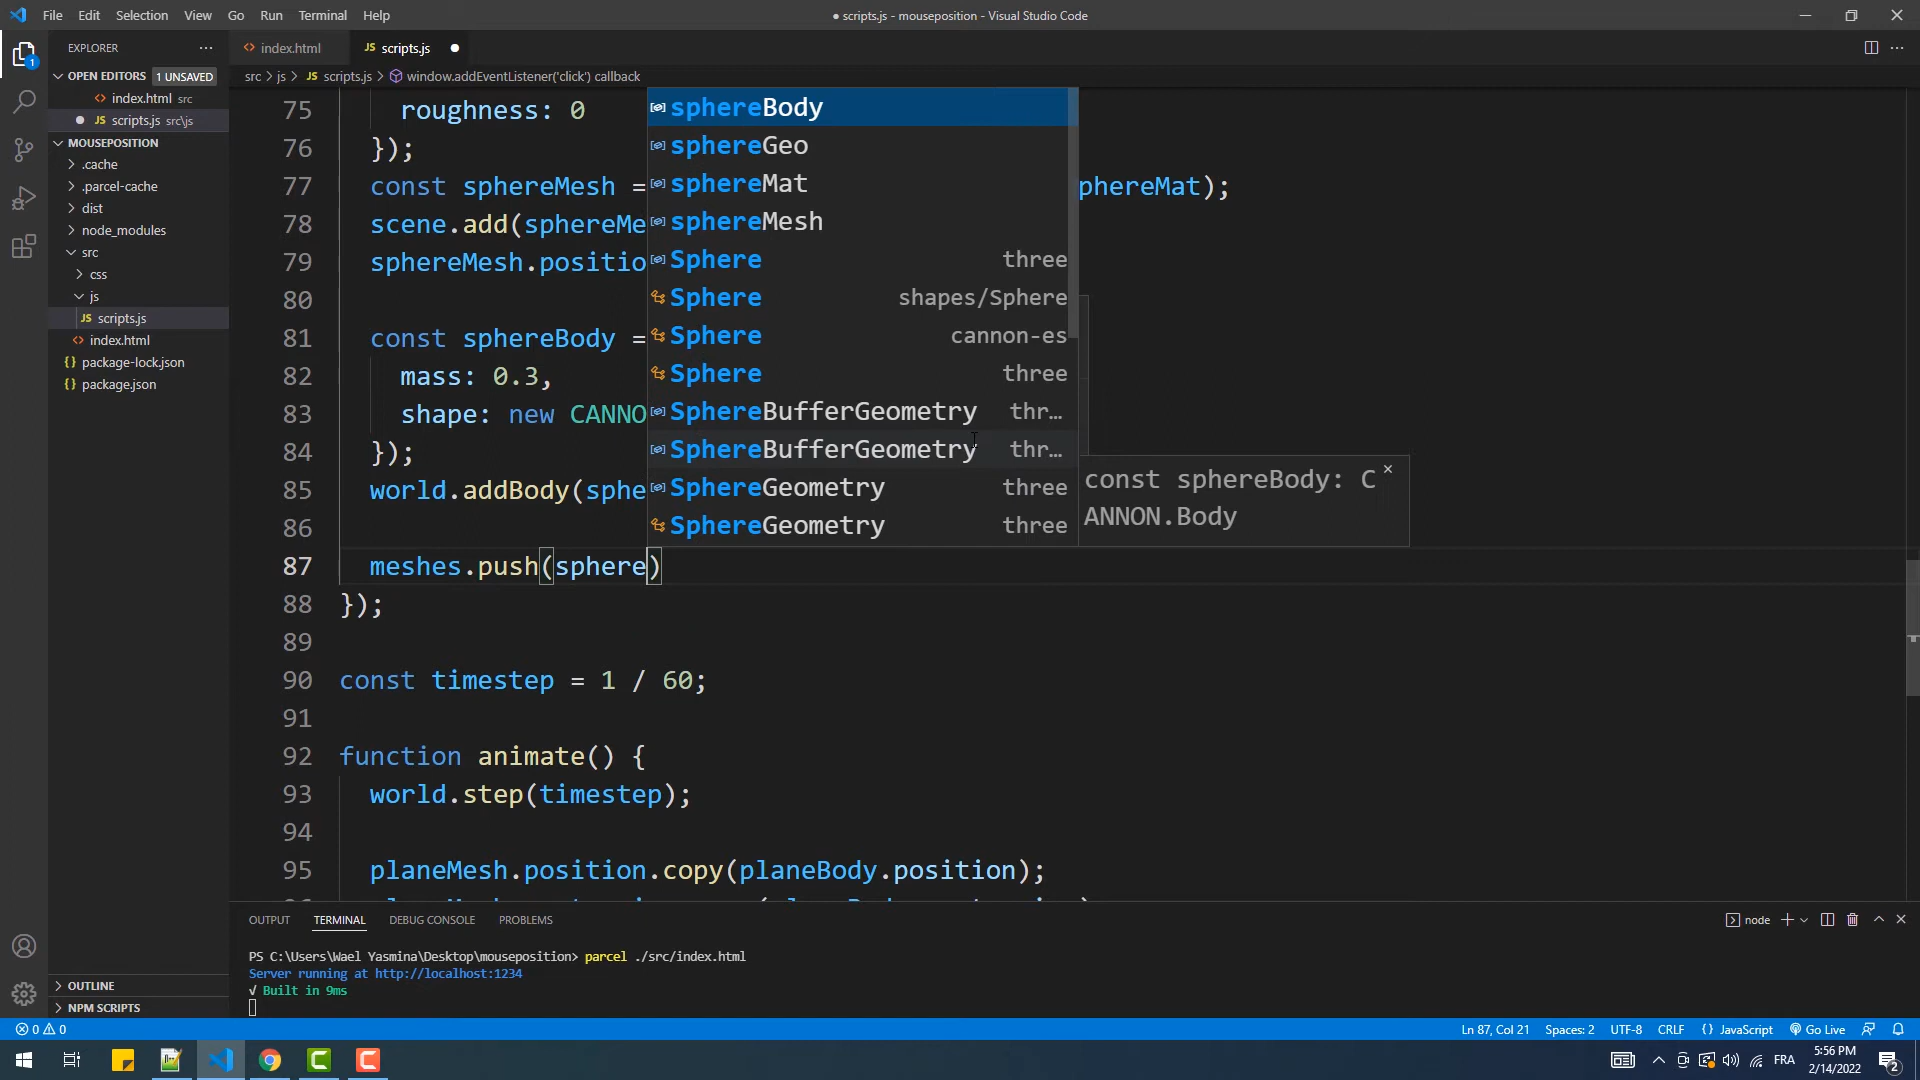 File Edit Selection View Go Run Terminal Help
● scripts.js - mouseposition - Visual Studio Code
EXPLORER
index.html
JS scripts.js
OPEN EDITORS 1 UNSAVED
index.html src
JS scripts.js src\js
MOUSEPOSITION
.cache
.parcel-cache
dist
node_modules
src
css
js
JS scripts.js
index.html
{} package-lock.json
{} package.json
OUTLINE
NPM SCRIPTS
src > js > JS scripts.js > window.addEventListener('click') callback
75 roughness: 0
76 });
77 const sphereMesh = phereMat);
78 scene.add(sphereMe
79 sphereMesh.positio
80
81 const sphereBody =
82 mass: 0.3,
83 shape: new CANNO
84 });
85 world.addBody(sphe
86
87 meshes.push(sphere)
88 });
89
90 const timestep = 1 / 60;
91
92 function animate() {
93 world.step(timestep);
94
95 planeMesh.position.copy(planeBody.position);
sphereBody
sphereGeo
sphereMat
sphereMesh
Sphere three
Sphere shapes/Sphere
Sphere cannon-es
Sphere three
SphereBufferGeometry thr…
SphereBufferGeometry thr…
SphereGeometry three
SphereGeometry three
const sphereBody: C
ANNON.Body
OUTPUT TERMINAL DEBUG CONSOLE PROBLEMS
node
PS C:\Users\Wael Yasmina\Desktop\mouseposition> parcel ./src/index.html
Server running at http://localhost:1234
√ Built in 9ms
0 0
Ln 87, Col 21 Spaces: 2 UTF-8 CRLF {} JavaScript Go Live
FRA
5:56 PM
2/14/2022
2